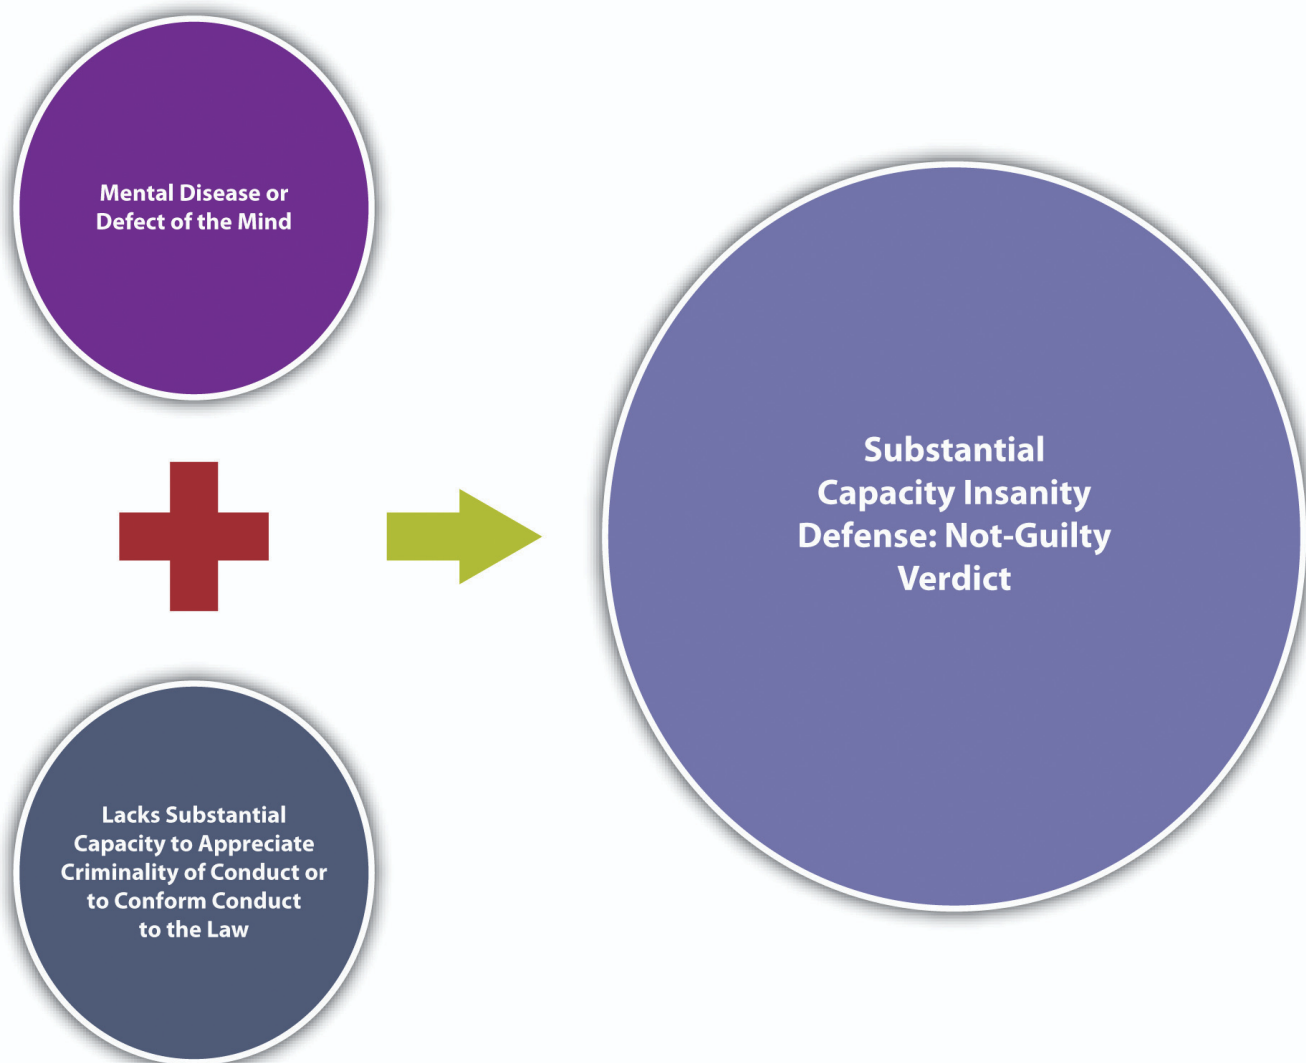 Mental Disease or
Defect of the Mind
Lacks Substantial
Capacity to Appreciate
Criminality of Conduct or
to Conform Conduct
to the Law
Substantial
Capacity Insanity
Defense: Not-Guilty
Verdict